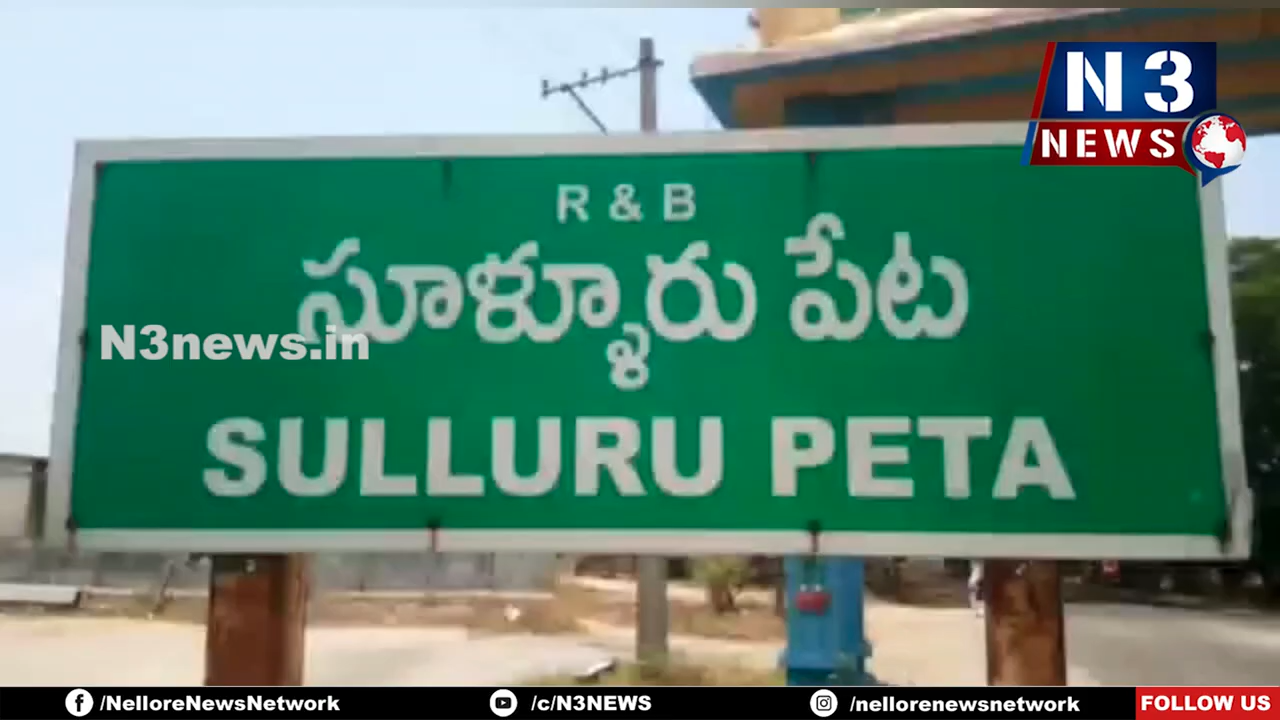 N 3
NEWS
R & B
సూళ్ళూరు పేట
N3news.in
SULLURU PETA
/NelloreNewsNetwork
/c/N3NEWS
/nellorenewsnetwork
FOLLOW US